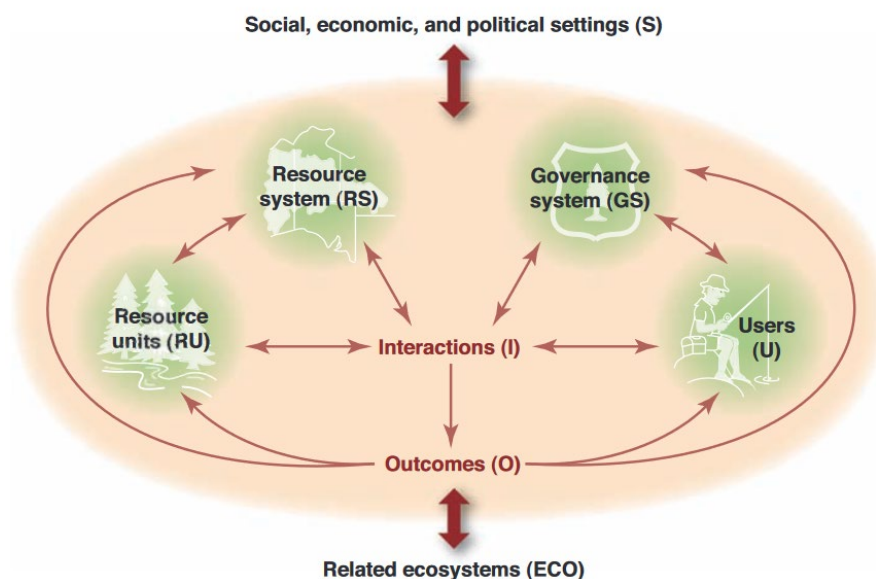 Social, economic, and political settings (S)
Resource
system (RS)
Governance
system (GS)
Resource
units (RU)
Interactions (I)
Users
(U)
Outcomes (O)
Related ecosystems (ECO)